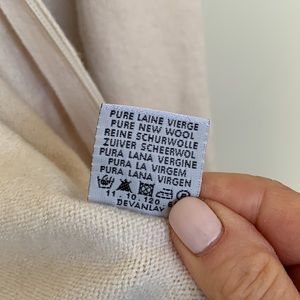 PURE LAINE VIERGE
PURE NEW WOOL
REINE SCHURWOLLE
ZUIVER SCHEERWOL
PURA LANA VERGINE
PURA LA VIRGEM
PURA LANA VIRGEN
11 - 10. 120
DEVANLAY